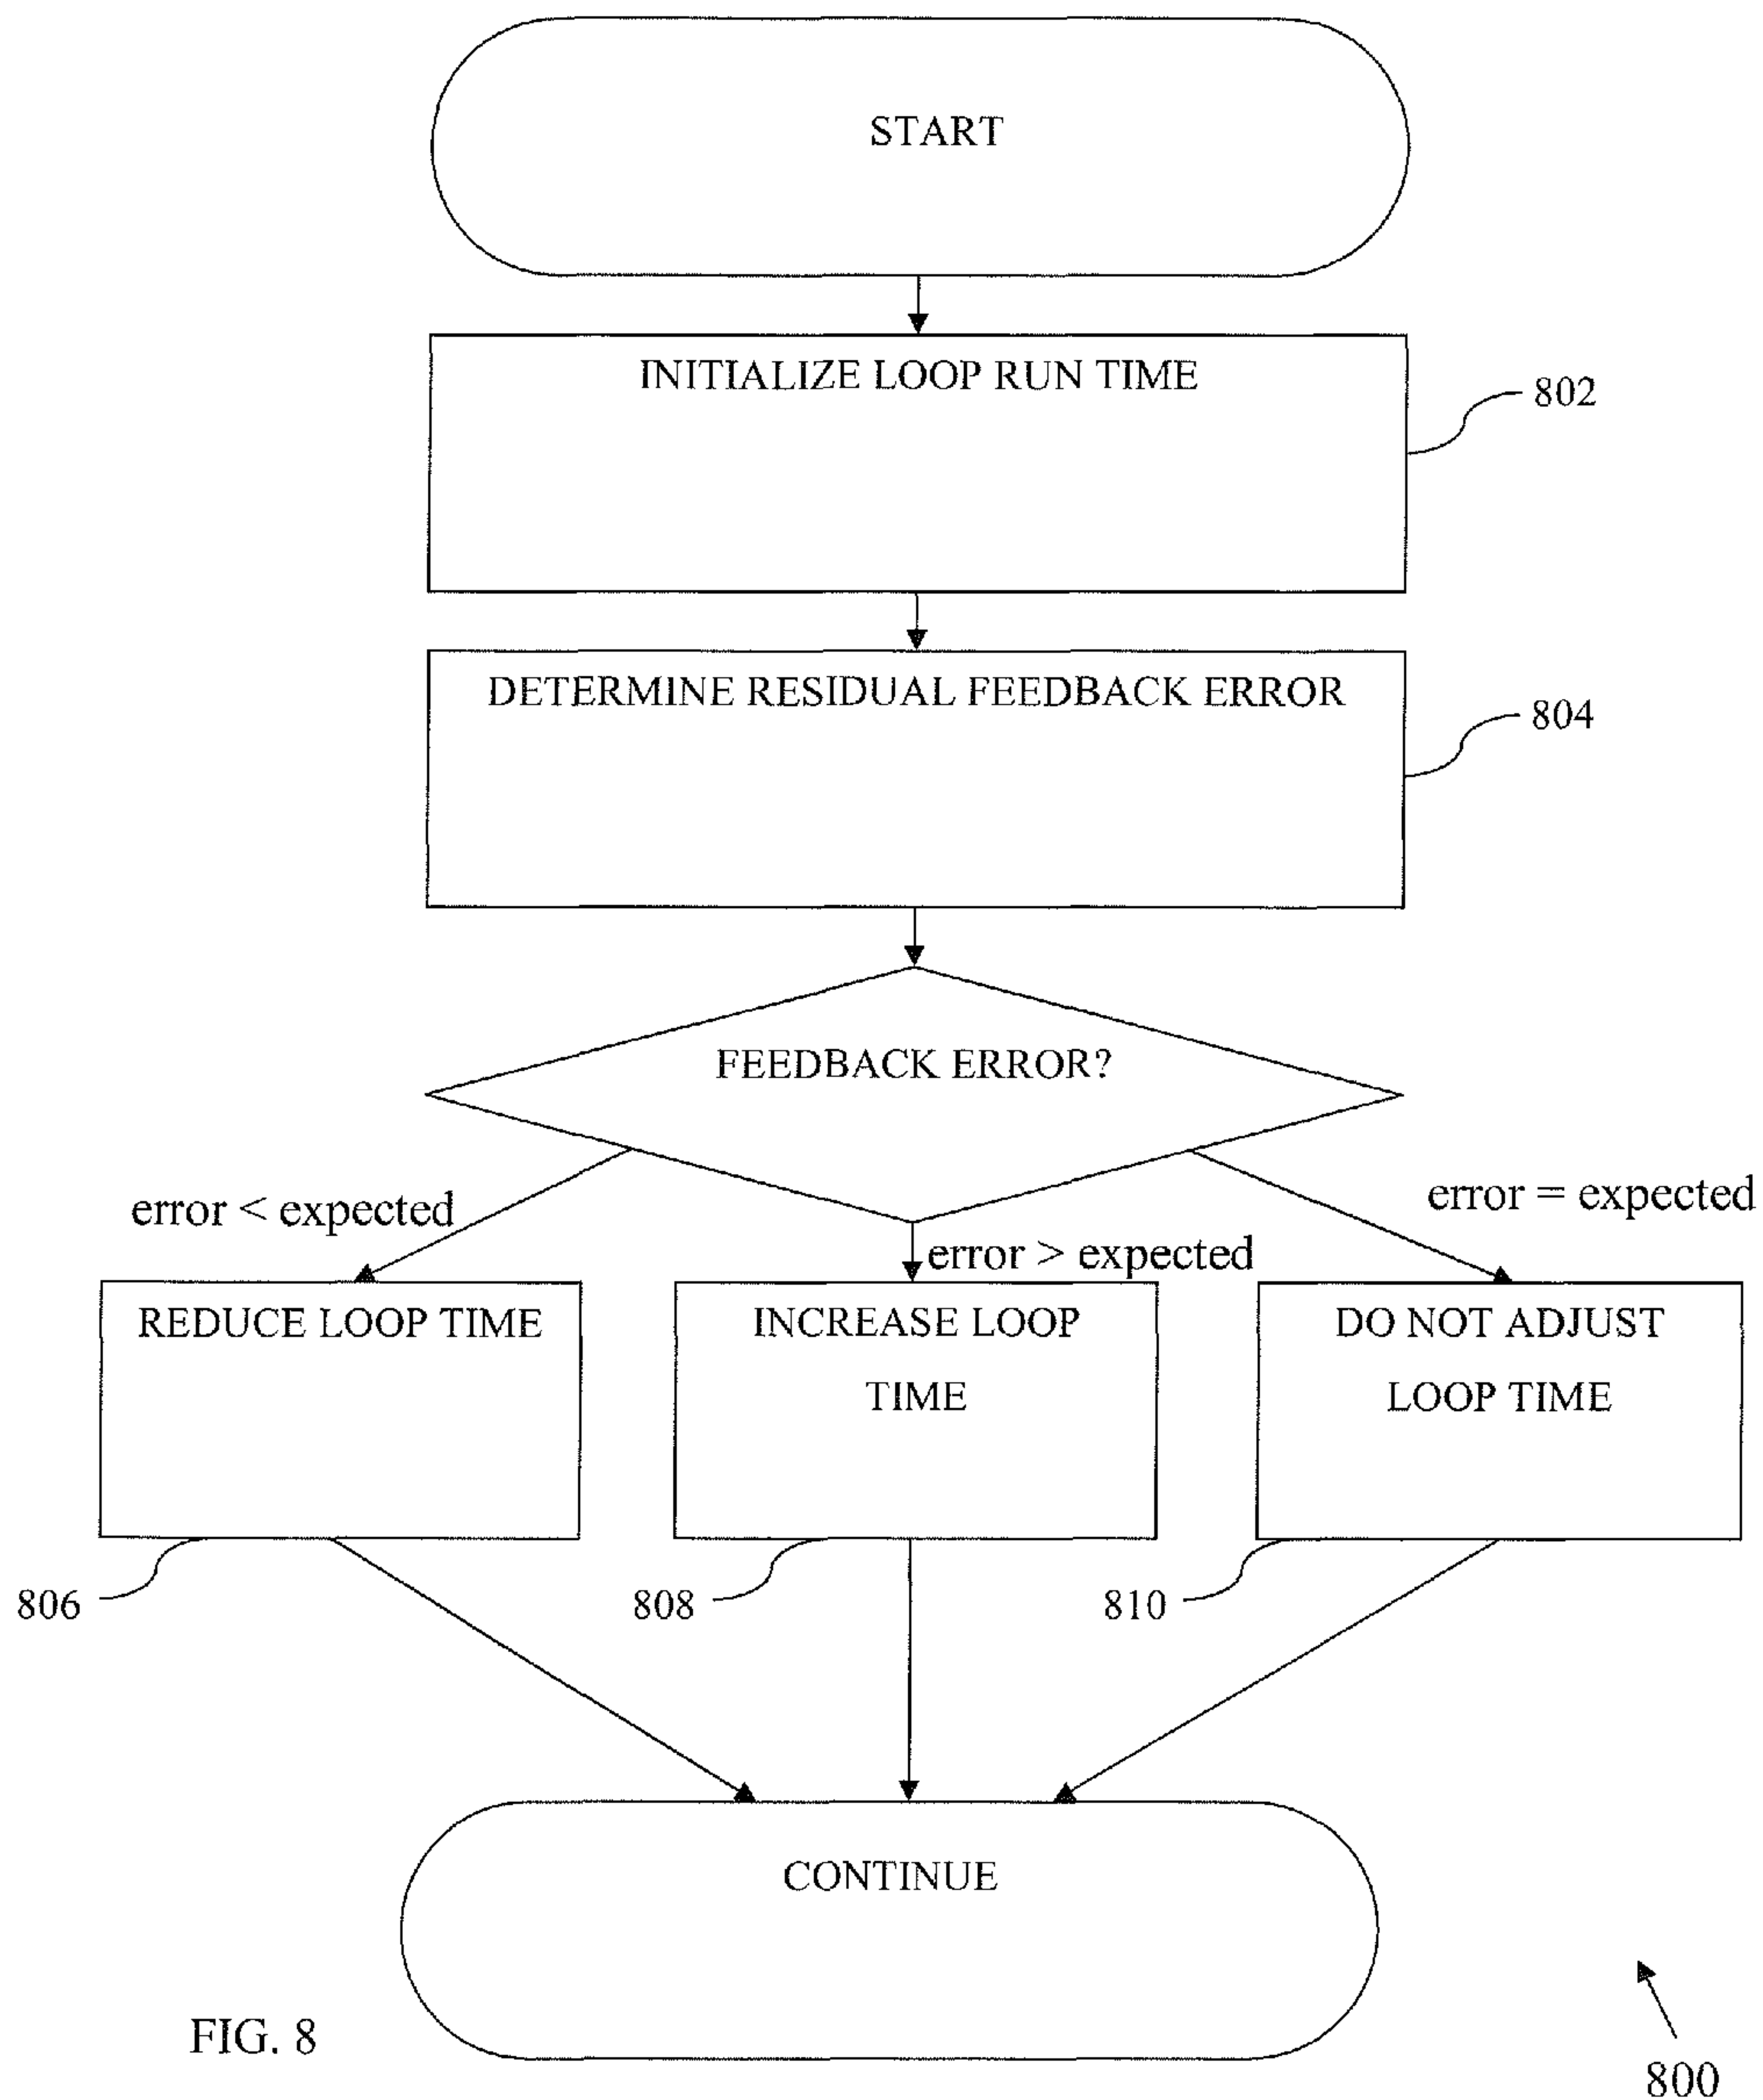 START
INITIALIZE LOOP RUN TIME
802
DETERMINE RESIDUAL FEEDBACK ERROR
804
FEEDBACK ERROR?
error < expected
error > expected
error = expected
REDUCE LOOP TIME
INCREASE LOOP
TIME
DO NOT ADJUST
LOOP TIME
806
808
810
CONTINUE
FIG. 8
800